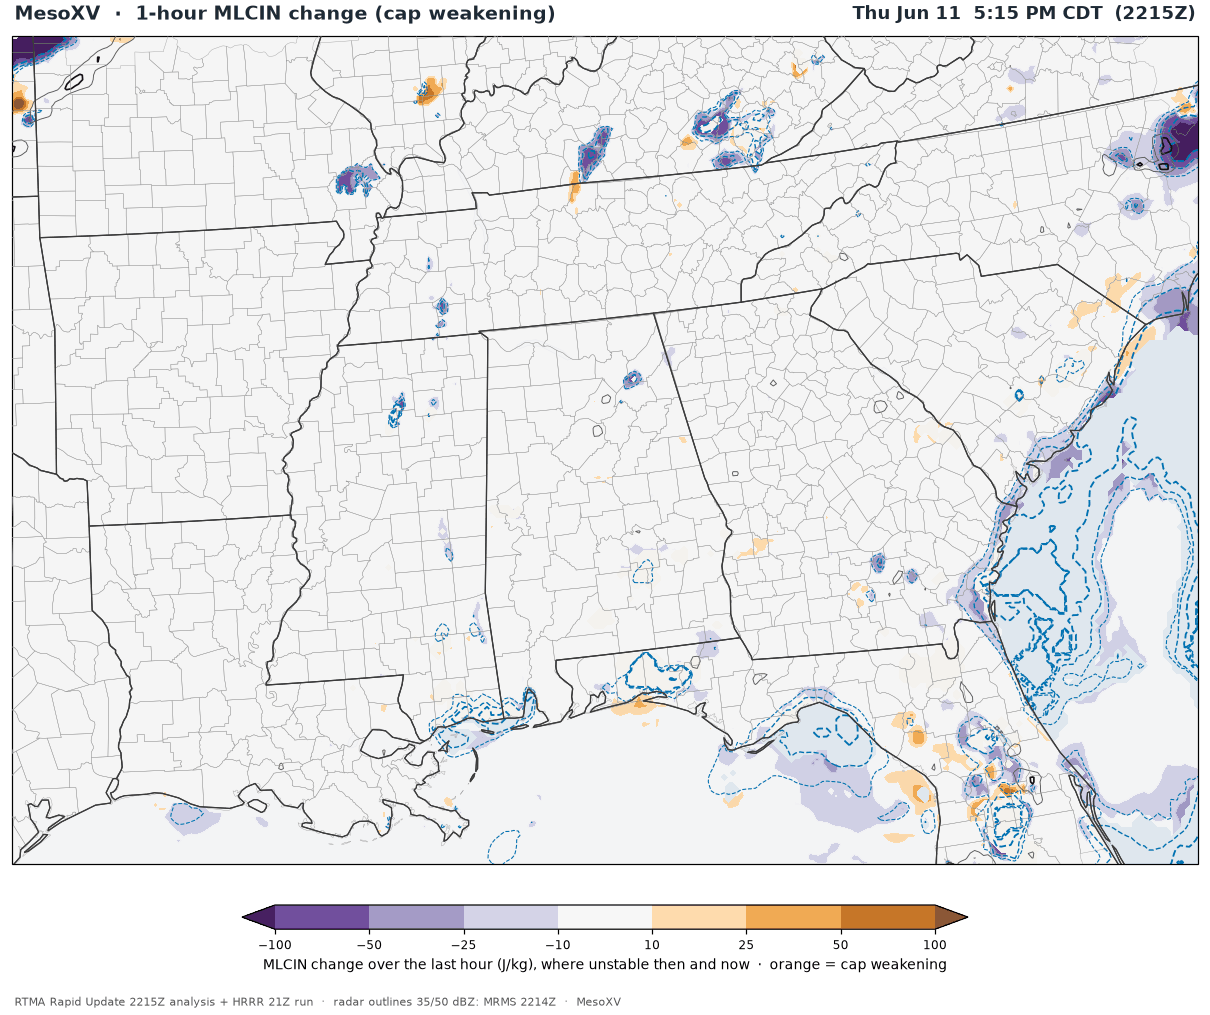 MesoXV · 1-hour MLCIN change (cap weakening)
Thu Jun 11 5:15 PM CDT (2215Z)
−100 −50 −25 −10 10 25 50 100
MLCIN change over the last hour (J/kg), where unstable then and now · orange = cap weakening
RTMA Rapid Update 2215Z analysis + HRRR 21Z run · radar outlines 35/50 dBZ: MRMS 2214Z · MesoXV